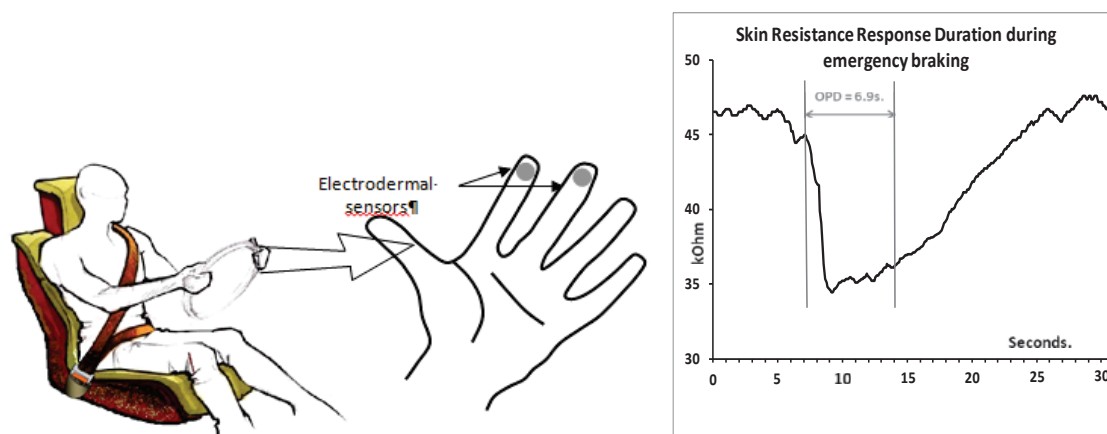 Electrodermal-
sensors¶
Skin Resistance Response Duration during
emergency braking
OPD = 6.9s.
kOhm
50
45
40
35
30
Seconds.
0 5 10 15 20 25 30